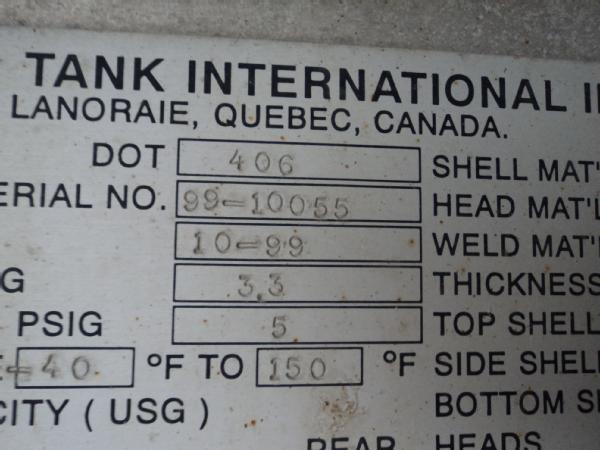 TANK INTERNATIONAL I
LANORAIE, QUEBEC, CANADA.
DOT 406 SHELL MAT'
ERIAL NO. 99-10055 HEAD MAT'L
10-99 WELD MAT'
G 3.3 THICKNESS
PSIG 5 TOP SHELL
E -40 °F TO 150 °F SIDE SHEL
CITY ( USG ) BOTTOM S
REAR HEADS